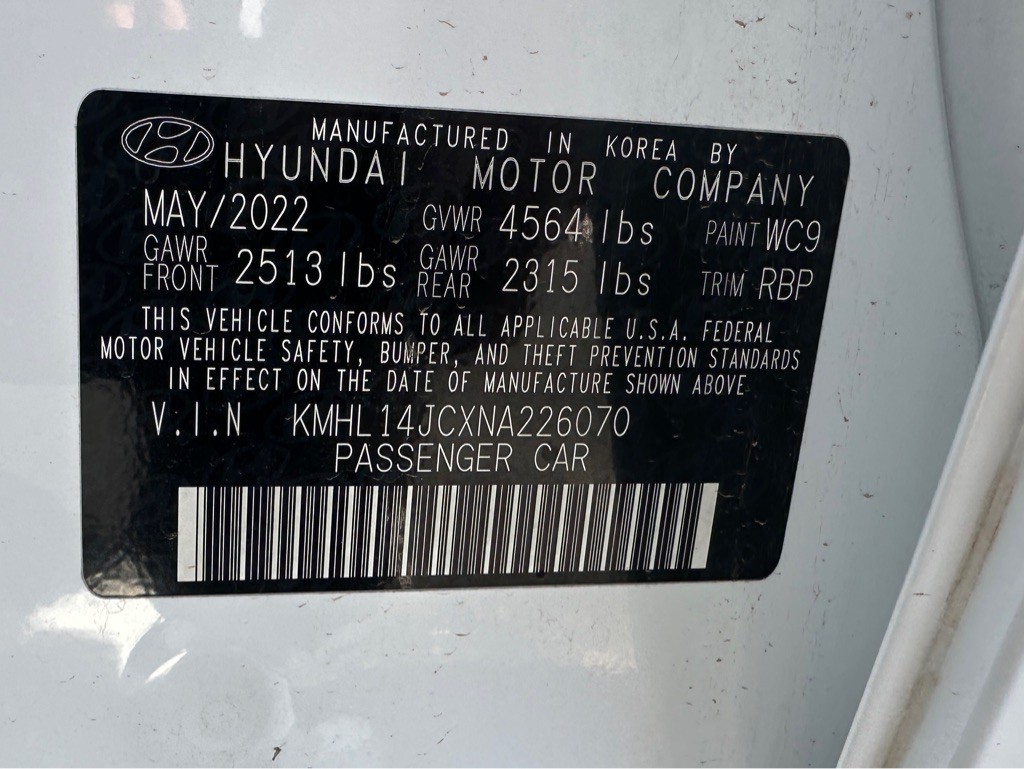 MANUFACTURED IN KOREA BY
HYUNDAI MOTOR COMPANY
MAY/2022 GVWR 4564 lbs PAINT WC9
GAWR FRONT 2513 lbs GAWR REAR 2315 lbs TRIM RBP
THIS VEHICLE CONFORMS TO ALL APPLICABLE U.S.A. FEDERAL
MOTOR VEHICLE SAFETY, BUMPER, AND THEFT PREVENTION STANDARDS
IN EFFECT ON THE DATE OF MANUFACTURE SHOWN ABOVE
V.I.N KMHL14JCXNA226070
PASSENGER CAR